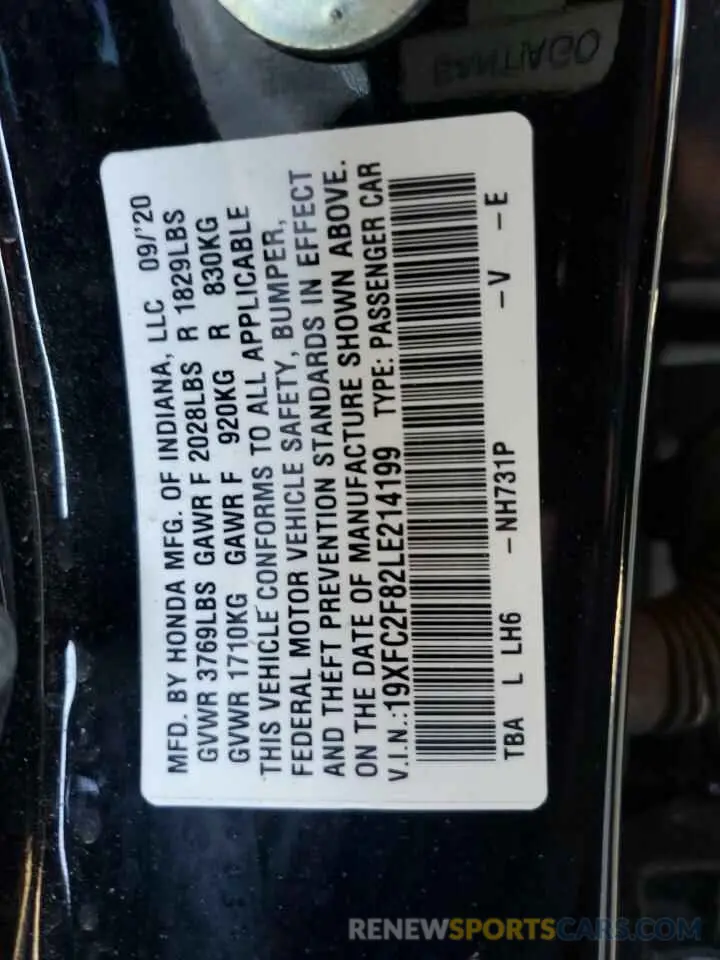 MFD. BY HONDA MFG. OF INDIANA, LLC 09/'20
GVWR 3769LBS GAWR F 2028LBS R 1829LBS
GVWR 1710KG GAWR F 920KG R 830KG
THIS VEHICLE CONFORMS TO ALL APPLICABLE
FEDERAL MOTOR VEHICLE SAFETY, BUMPER,
AND THEFT PREVENTION STANDARDS IN EFFECT
ON THE DATE OF MANUFACTURE SHOWN ABOVE.
V.I.N.:19XFC2F82LE214199 TYPE: PASSENGER CAR
TBA L LH6 -NH731P -V -E
RENEWSPORTSCARS.COM